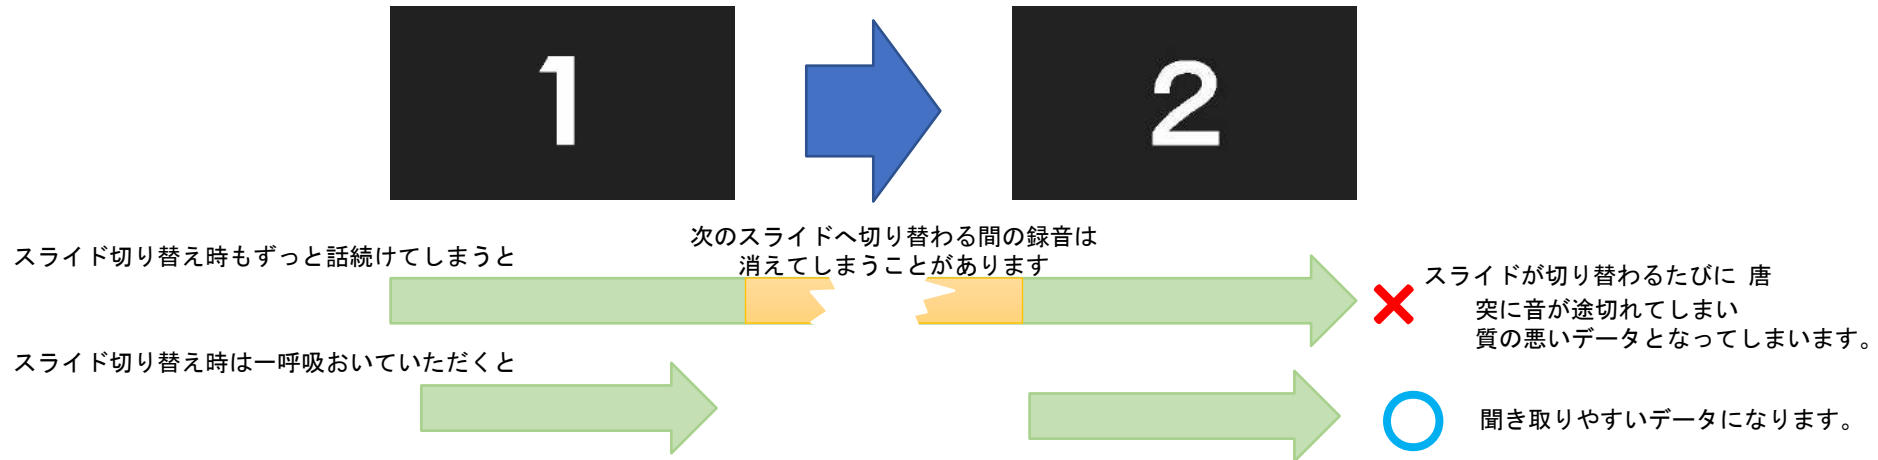 1
2
次のスライドへ切り替わる間の録音は
消えてしまうことがあります
スライド切り替え時もずっと話続けてしまうと
スライドが切り替わるたびに 唐
突に音が途切れてしまい
質の悪いデータとなってしまいます。
スライド切り替え時は一呼吸おいていただくと
聞き取りやすいデータになります。